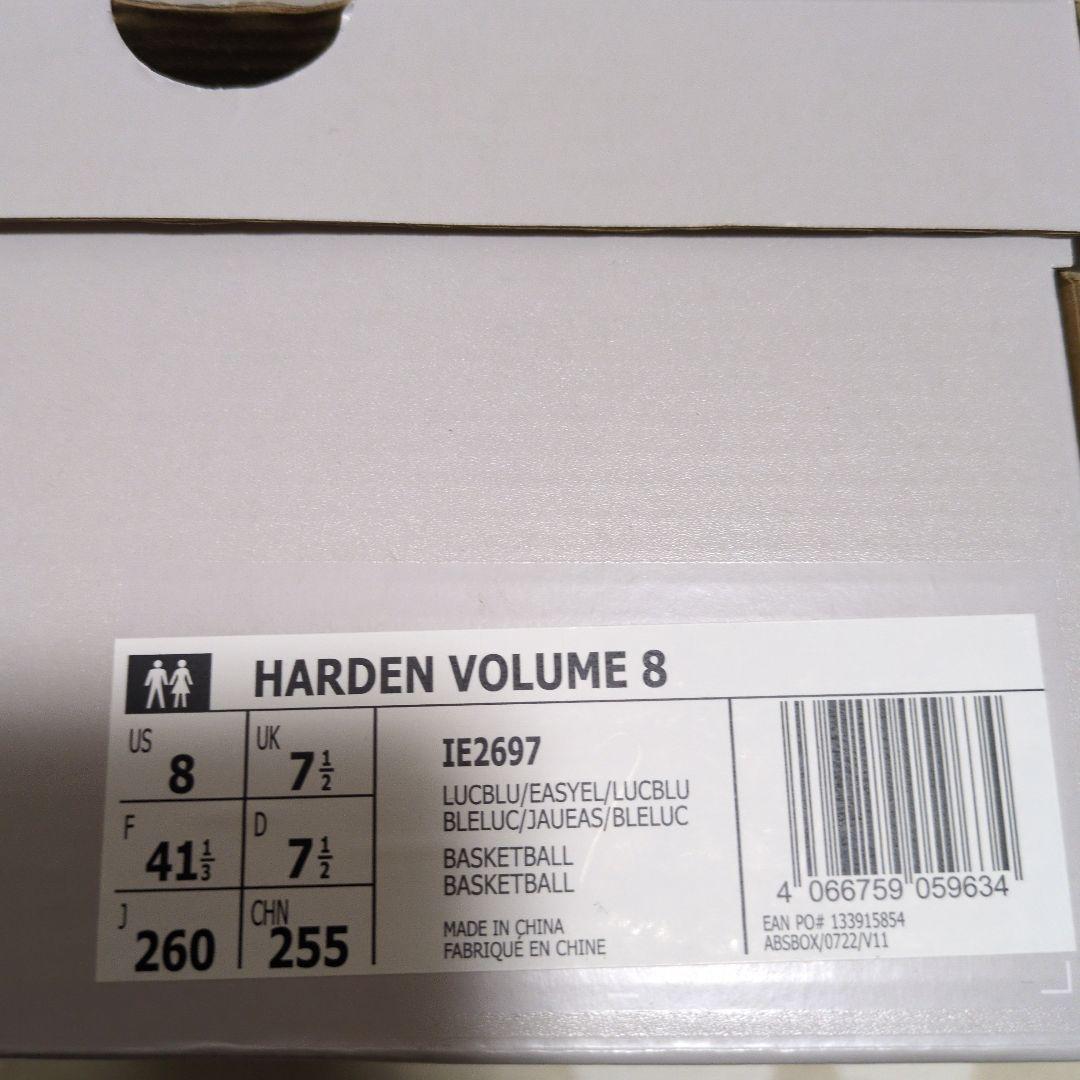 HARDEN VOLUME 8
US 8
UK 7 1/2
F 41 1/3
D 7 1/2
J 260
CHN 255
IE2697
LUCBLU/EASYEL/LUCBLU
BLELUC/JAUEAS/BLELUC
BASKETBALL
BASKETBALL
MADE IN CHINA
FABRIQUÉ EN CHINE
4 066759 059634
EAN PO# 133915854
ABSBOX/0722/V11